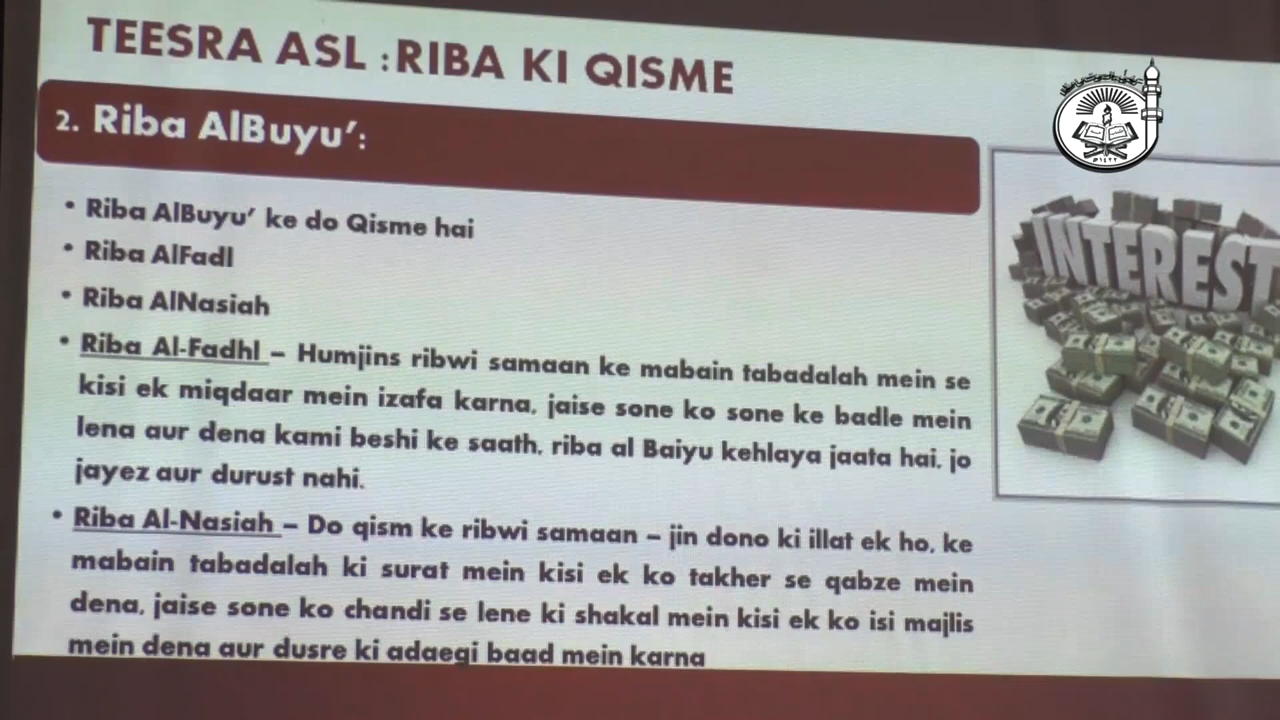 TEESRA ASL :RIBA KI QISME
2. Riba AlBuyu':
• Riba AlBuyu' ke do Qisme hai
• Riba AlFadl
• Riba AlNasiah
• Riba Al-Fadhl – Humjins ribwi samaan ke mabain tabadalah mein se
kisi ek miqdaar mein izafa karna, jaise sone ko sone ke badle mein
lena aur dena kami beshi ke saath, riba al Baiyu kehlaya jaata hai, jo
jayez aur durust nahi.
• Riba Al-Nasiah – Do qism ke ribwi samaan – jin dono ki illat ek ho, ke
mabain tabadalah ki surat mein kisi ek ko takher se qabze mein
dena, jaise sone ko chandi se lene ki shakal mein kisi ek ko isi majlis
mein dena aur dusre ki adaegi baad mein karna
INTEREST
١٤٢٢